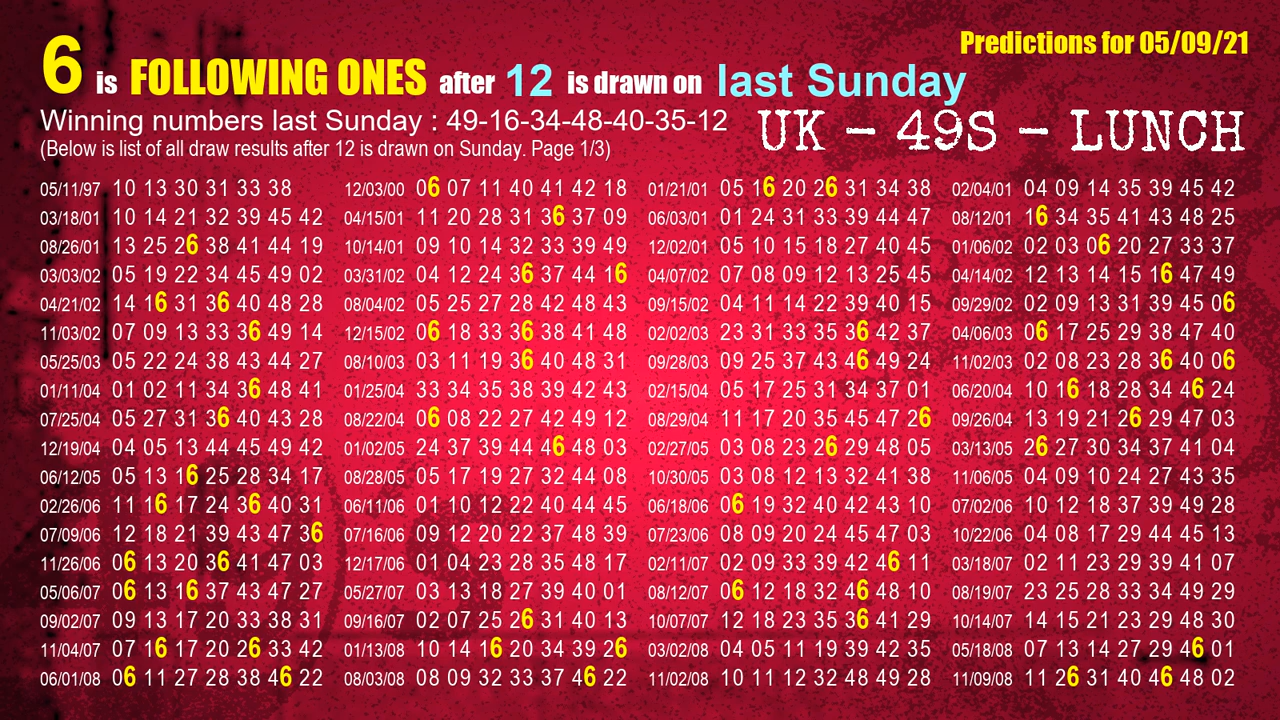 Predictions for 05/09/21
6 is FOLLOWING ONES after 12 is drawn on last Sunday
Winning numbers last Sunday : 49-16-34-48-40-35-12
UK - 49S - LUNCH
(Below is list of all draw results after 12 is drawn on Sunday. Page 1/3)
05/11/97 10 13 30 31 33 38 12/03/00 06 07 11 40 41 42 18 01/21/01 05 16 20 26 31 34 38 02/04/01 04 09 14 35 39 45 42
03/18/01 10 14 21 32 39 45 42 04/15/01 11 20 28 31 36 37 09 06/03/01 01 24 31 33 39 44 47 08/12/01 16 34 35 41 43 48 25
08/26/01 13 25 26 38 41 44 19 10/14/01 09 10 14 32 33 39 49 12/02/01 05 10 15 18 27 40 45 01/06/02 02 03 06 20 27 33 37
03/03/02 05 19 22 34 45 49 02 03/31/02 04 12 24 36 37 44 16 04/07/02 07 08 09 12 13 25 45 04/14/02 12 13 14 15 16 47 49
04/21/02 14 16 31 36 40 48 28 08/04/02 05 25 27 28 42 48 43 09/15/02 04 11 14 22 39 40 15 09/29/02 02 09 13 31 39 45 06
11/03/02 07 09 13 33 36 49 14 12/15/02 06 18 33 36 38 41 48 02/02/03 23 31 33 35 36 42 37 04/06/03 06 17 25 29 38 47 40
05/25/03 05 22 24 38 43 44 27 08/10/03 03 11 19 36 40 48 31 09/28/03 09 25 37 43 46 49 24 11/02/03 02 08 23 28 36 40 06
01/11/04 01 02 11 34 36 48 41 01/25/04 33 34 35 38 39 42 43 02/15/04 05 17 25 31 34 37 01 06/20/04 10 16 18 28 34 46 24
07/25/04 05 27 31 36 40 43 28 08/22/04 06 08 22 27 42 49 12 08/29/04 11 17 20 35 45 47 26 09/26/04 13 19 21 26 29 47 03
12/19/04 04 05 13 44 45 49 42 01/02/05 24 37 39 44 46 48 03 02/27/05 03 08 23 26 29 48 05 03/13/05 26 27 30 34 37 41 04
06/12/05 05 13 16 25 28 34 17 08/28/05 05 17 19 27 32 44 08 10/30/05 03 08 12 13 32 41 38 11/06/05 04 09 10 24 27 43 35
02/26/06 11 16 17 24 36 40 31 06/11/06 01 10 12 22 40 44 45 06/18/06 06 19 32 40 42 43 10 07/02/06 10 12 18 37 39 49 28
07/09/06 12 18 21 39 43 47 36 07/16/06 09 12 20 22 37 48 39 07/23/06 08 09 20 24 45 47 03 10/22/06 04 08 17 29 44 45 13
11/26/06 06 13 20 36 41 47 03 12/17/06 01 04 23 28 35 48 17 02/11/07 02 09 33 39 42 46 11 03/18/07 02 11 23 29 39 41 07
05/06/07 06 13 16 37 43 47 27 05/27/07 03 13 18 27 39 40 01 08/12/07 06 12 18 32 46 48 10 08/19/07 23 25 28 33 34 49 29
09/02/07 09 13 17 20 33 38 31 09/16/07 02 07 25 26 31 40 13 10/07/12 18 23 35 36 41 29 10/14/07 14 15 21 23 29 48 30
11/04/07 07 16 17 20 26 33 42 01/13/08 10 14 16 20 34 39 26 03/02/08 04 05 11 19 39 42 35 05/18/08 07 13 14 27 29 46 01
06/01/08 06 11 27 28 38 46 22 08/03/08 08 09 32 33 37 46 22 11/02/08 10 11 12 32 48 49 28 11/09/08 11 26 31 40 46 48 02